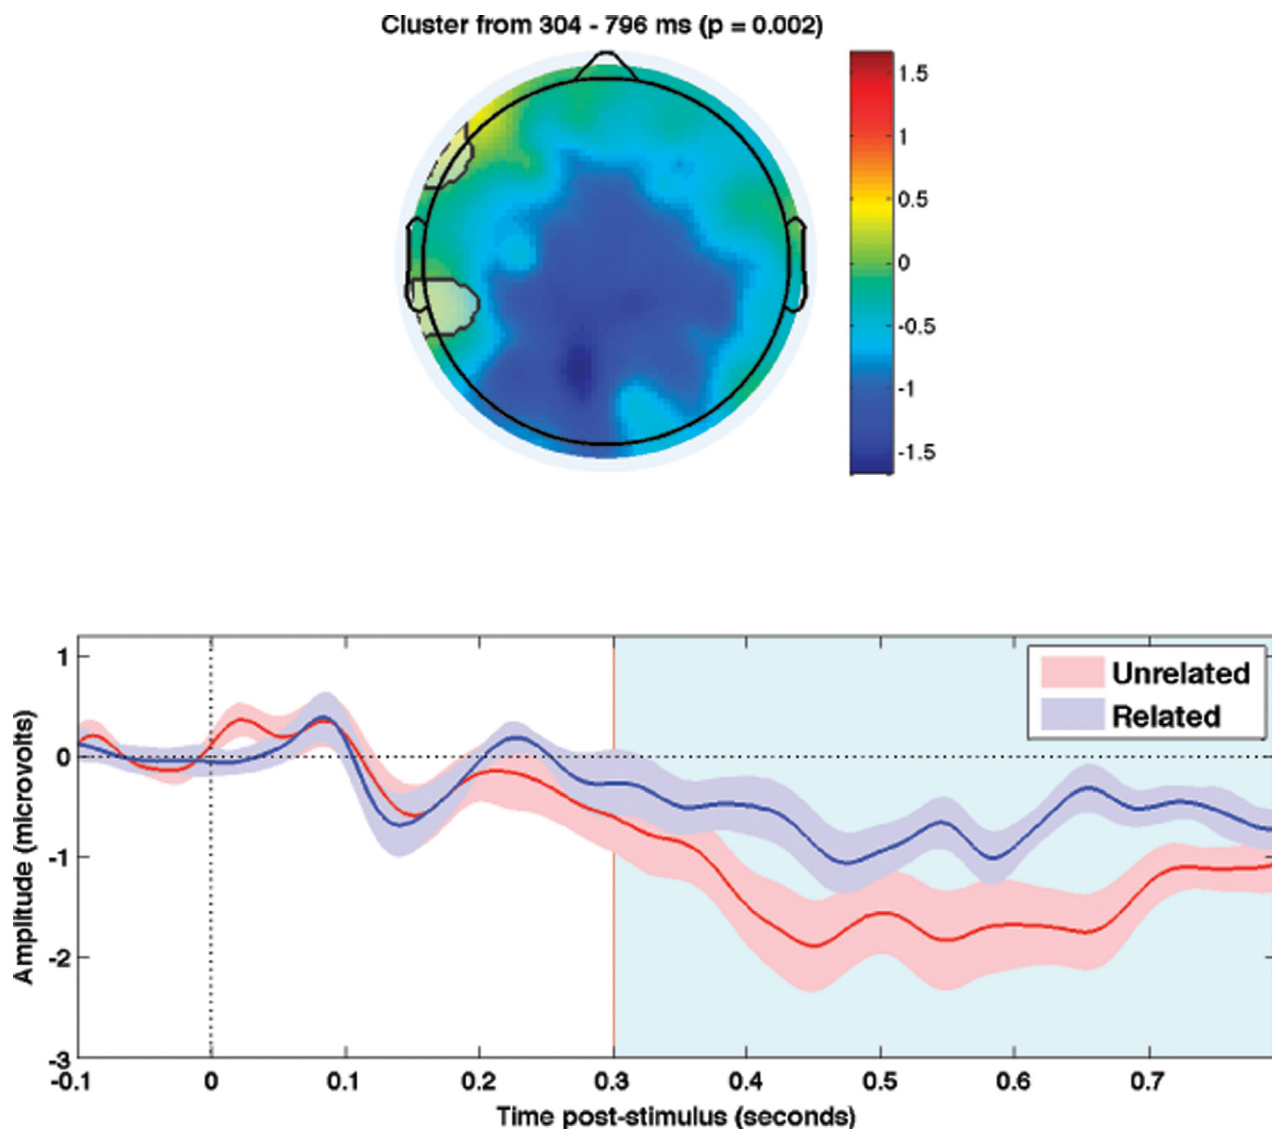 Cluster from 304 - 796 ms (p = 0.002)
1.5
1
0.5
0
-0.5
-1
-1.5
1
0
-1
-2
-3
Amplitude (microvolts)
Unrelated
Related
-0.1 0 0.1 0.2 0.3 0.4 0.5 0.6 0.7
Time post-stimulus (seconds)